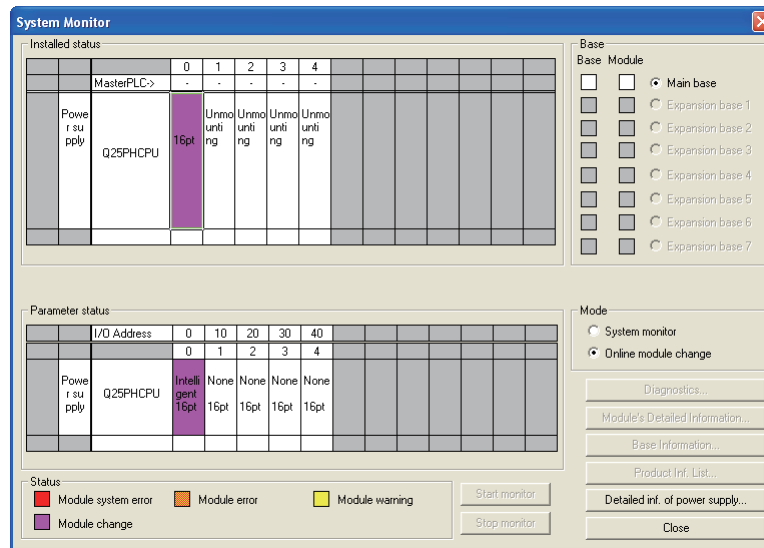 System Monitor
Installed status
0 1 2 3 4
MasterPLC-> - - - - -
Powe
r su
pply
Q25PHCPU
16pt
Unmo
unti
ng
Unmo
unti
ng
Unmo
unti
ng
Unmo
unti
ng
Base
Base Module
Main base
Expansion base 1
Expansion base 2
Expansion base 3
Expansion base 4
Expansion base 5
Expansion base 6
Expansion base 7
Parameter status
I/O Address 0 10 20 30 40
0 1 2 3 4
Powe
r su
pply
Q25PHCPU
Intelli
gent
16pt
None
16pt
None
16pt
None
16pt
None
16pt
Mode
System monitor
Online module change
Diagnostics...
Module's Detailed Information...
Base Information...
Product Inf. List...
Detailed inf. of power supply...
Close
Status
Module system error
Module error
Module warning
Module change
Start monitor
Stop monitor